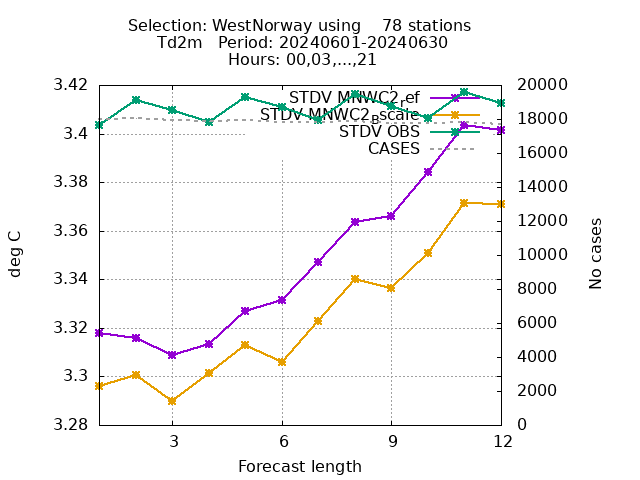 Selection: WestNorway using    78 stations
Td2m   Period: 20240601-20240630
Hours: 00,03,...,21
3.42
3.4
3.38
3.36
3.34
3.32
3.3
3.28
deg C
STDV MNWC2_ref
STDV MNWC2_Bscale
STDV OBS
CASES
20000
18000
16000
14000
12000
10000
8000
6000
4000
2000
0
No cases
3
6
9
12
Forecast length